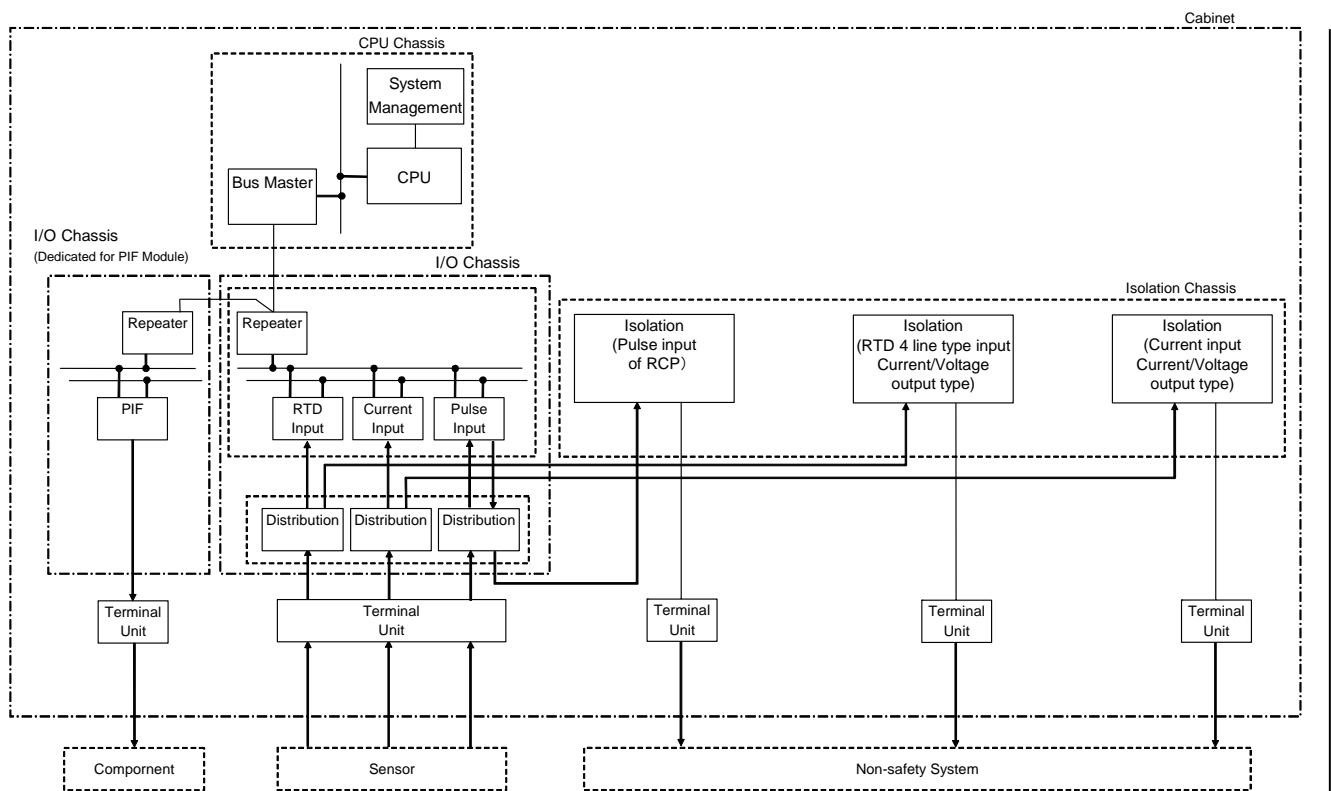 Cabinet
CPU Chassis
System
Management
CPU
Bus Master
I/O Chassis
(Dedicated for PIF Module)
I/O Chassis
Isolation Chassis
Repeater
Repeater
Isolation
(Pulse input
of RCP)
Isolation
(RTD 4 line type input
Current/Voltage
output type)
Isolation
(Current input
Current/Voltage
output type)
PIF
RTD
Input
Current
Input
Pulse
Input
Distribution
Distribution
Distribution
Terminal
Unit
Terminal
Unit
Terminal
Unit
Terminal
Unit
Terminal
Unit
Compornent
Sensor
Non-safety System